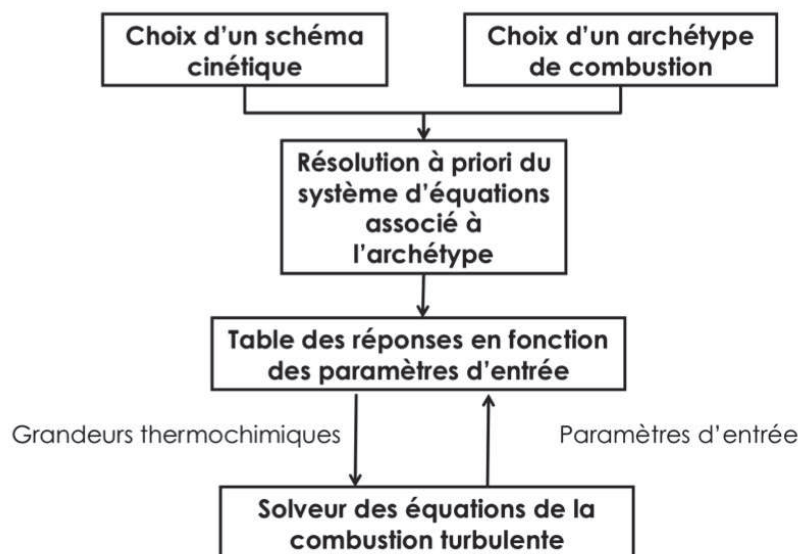 Choix d'un schéma
cinétique
Choix d'un archétype
de combustion
Résolution à priori du
système d'équations
associé à
l'archétype
Table des réponses en fonction
des paramètres d'entrée
Grandeurs thermochimiques
Paramètres d'entrée
Solveur des équations de la
combustion turbulente